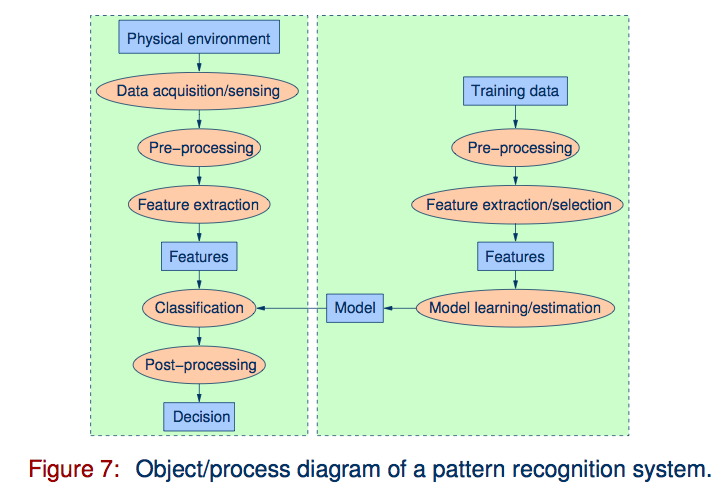 Physical environment
Data acquisition/sensing
Pre−processing
Feature extraction
Features
Classification
Post−processing
Decision
Training data
Pre−processing
Feature extraction/selection
Features
Model learning/estimation
Model
Figure 7: Object/process diagram of a pattern recognition system.